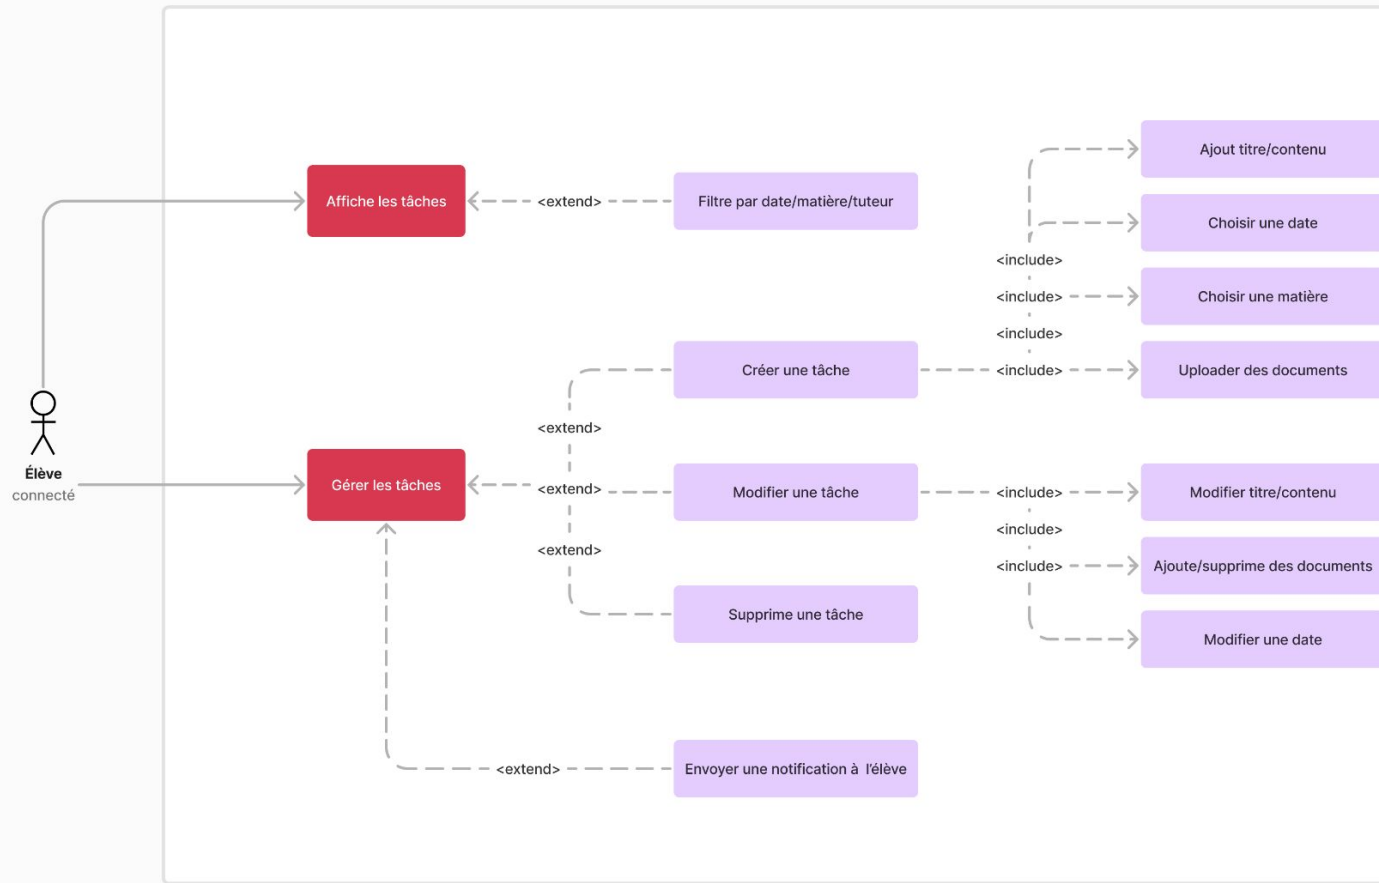 Ajout titre/contenu
Affiche les tâches
<extend>
Filtre par date/matière/tuteur
Choisir une date
<include>
<include>
Choisir une matière
<include>
Créer une tâche
<include>
Uploader des documents
<extend>
Élève
connecté
Gérer les tâches
<extend>
Modifier une tâche
<include>
Modifier titre/contenu
<include>
<extend>
<include>
Ajoute/supprime des documents
Supprime une tâche
Modifier une date
<extend>
Envoyer une notification à l'élève